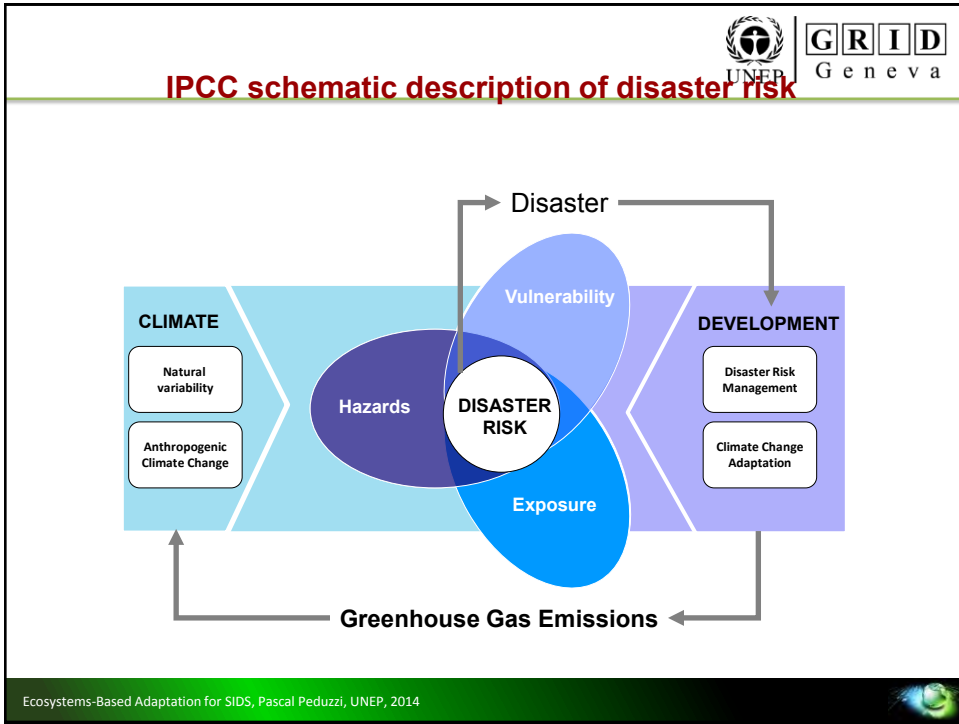 UNEP
GRID
Geneva
IPCC schematic description of disaster risk
Disaster
Vulnerability
CLIMATE
DEVELOPMENT
Natural
variability
Disaster Risk
Management
Hazards
DISASTER
RISK
Anthropogenic
Climate Change
Climate Change
Adaptation
Exposure
Greenhouse Gas Emissions
Ecosystems-Based Adaptation for SIDS, Pascal Peduzzi, UNEP, 2014